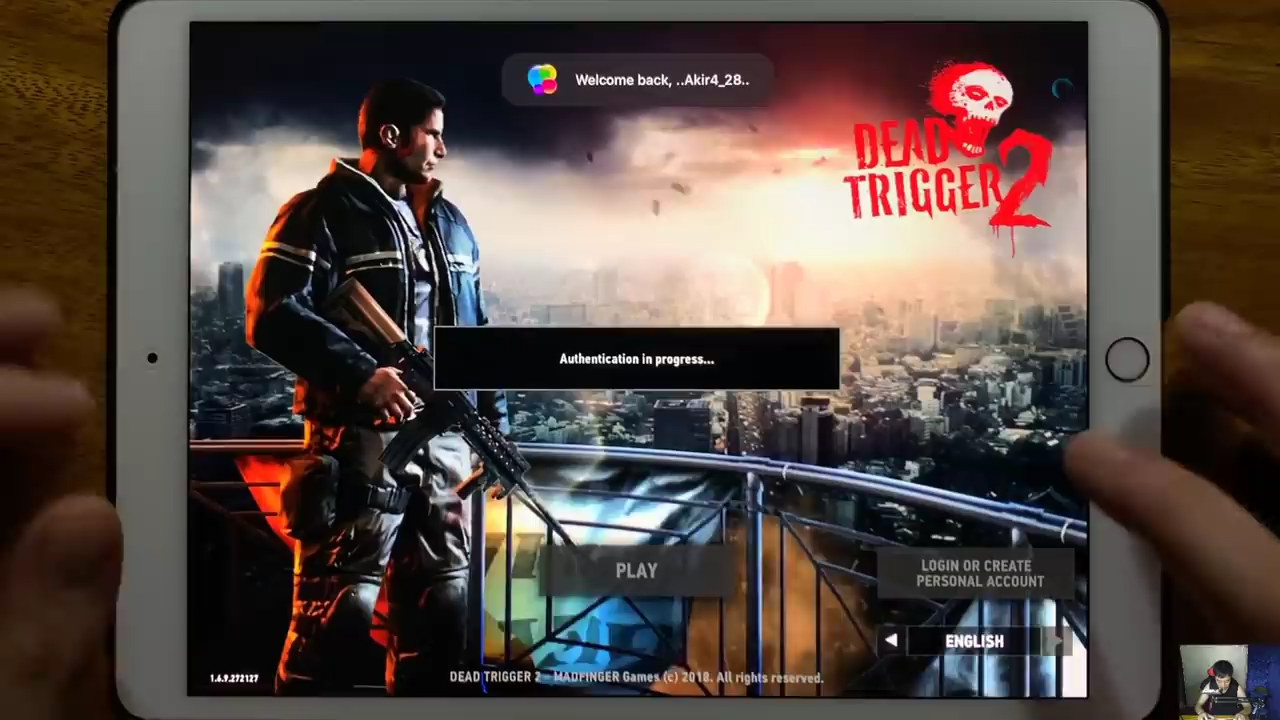 Welcome back, ..Akir4_28..
DEAD
TRIGGER 2
Authentication in progress...
PLAY
LOGIN OR CREATE
PERSONAL ACCOUNT
ENGLISH
1.6.9.272127
DEAD TRIGGER 2 - MADFINGER Games (c) 2018. All rights reserved.